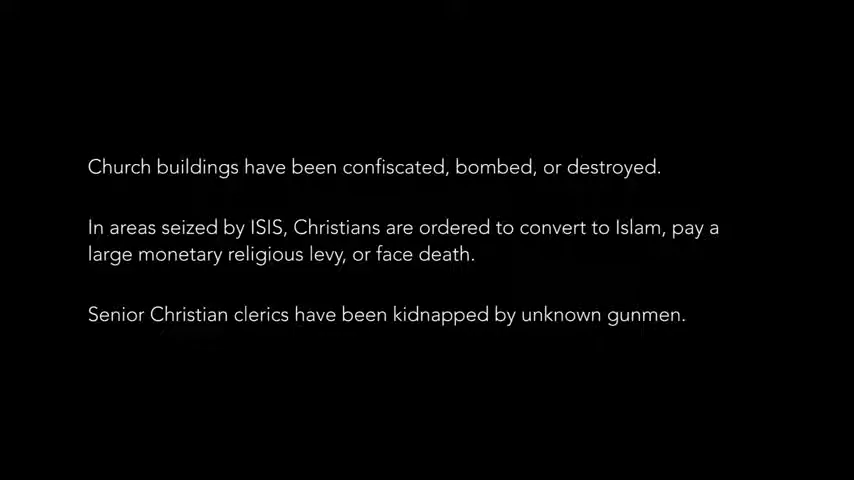 Church buildings have been confiscated, bombed, or destroyed.
In areas seized by ISIS, Christians are ordered to convert to Islam, pay a
large monetary religious levy, or face death.
Senior Christian clerics have been kidnapped by unknown gunmen.